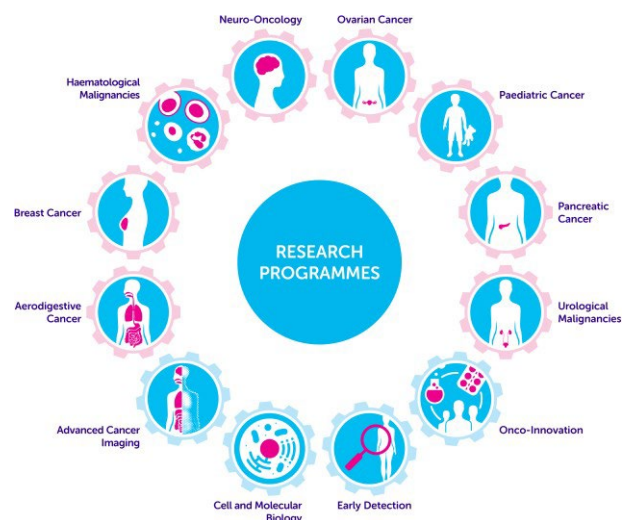 Neuro-Oncology
Ovarian Cancer
Haematological
Malignancies
Paediatric Cancer
Breast Cancer
Pancreatic
Cancer
RESEARCH
PROGRAMMES
Aerodigestive
Cancer
Urological
Malignancies
Advanced Cancer
Imaging
Onco-Innovation
Cell and Molecular
Biology
Early Detection